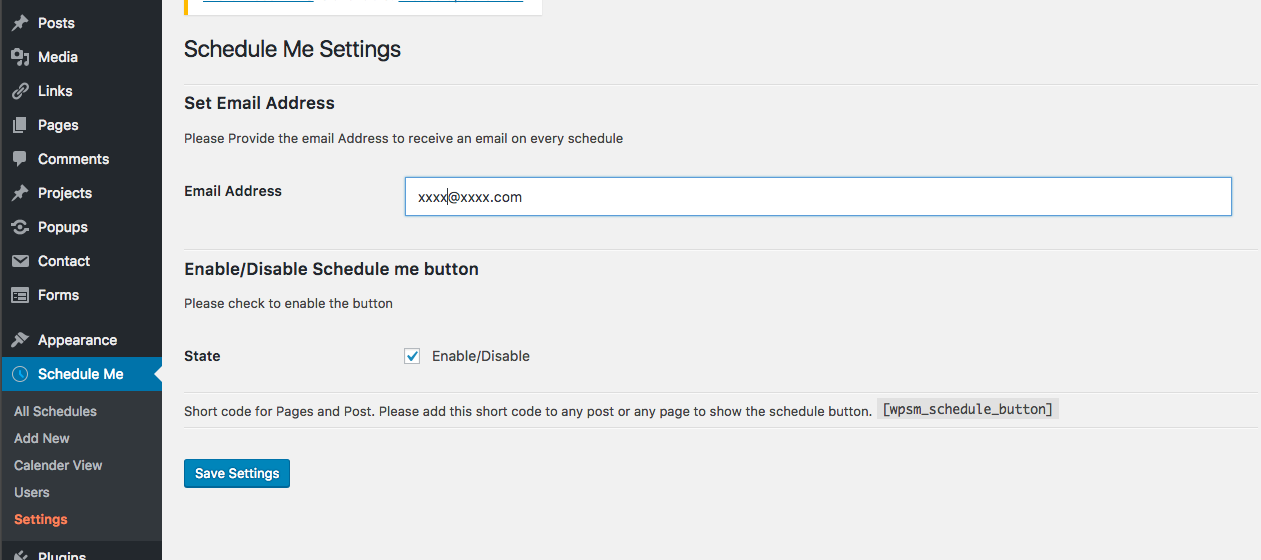 Posts
Media
Links
Pages
Comments
Projects
Popups
Contact
Forms
Appearance
Schedule Me
All Schedules
Add New
Calender View
Users
Settings
Plugins
Schedule Me Settings
Set Email Address
Please Provide the email Address to receive an email on every schedule
Email Address
xxxx@xxxx.com
Enable/Disable Schedule me button
Please check to enable the button
State
Enable/Disable
Short code for Pages and Post. Please add this short code to any post or any page to show the schedule button. [wpsm_schedule_button]
Save Settings